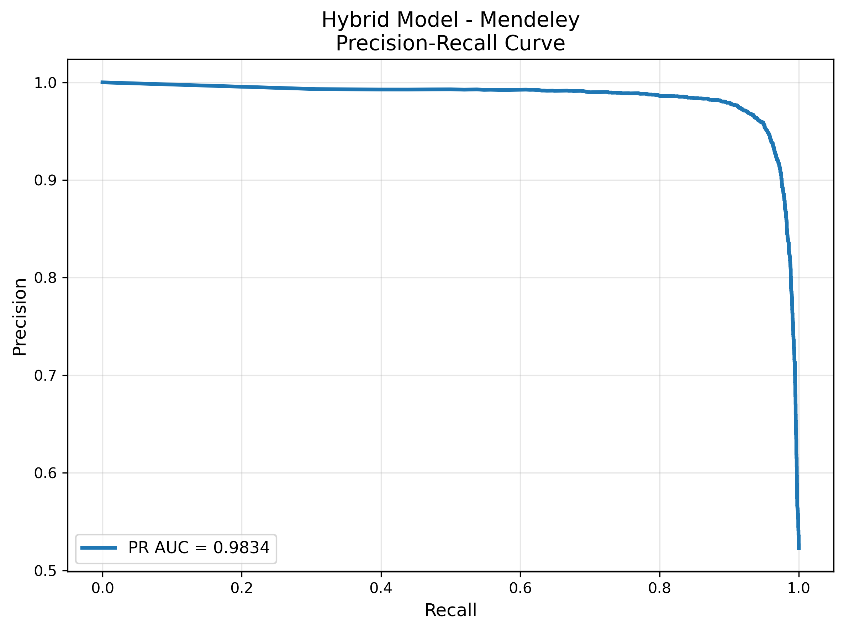 Hybrid Model - Mendeley
Precision-Recall Curve
1.0
0.9
0.8
0.7
0.6
0.5
Precision
PR AUC = 0.9834
0.0 0.2 0.4 0.6 0.8 1.0
Recall